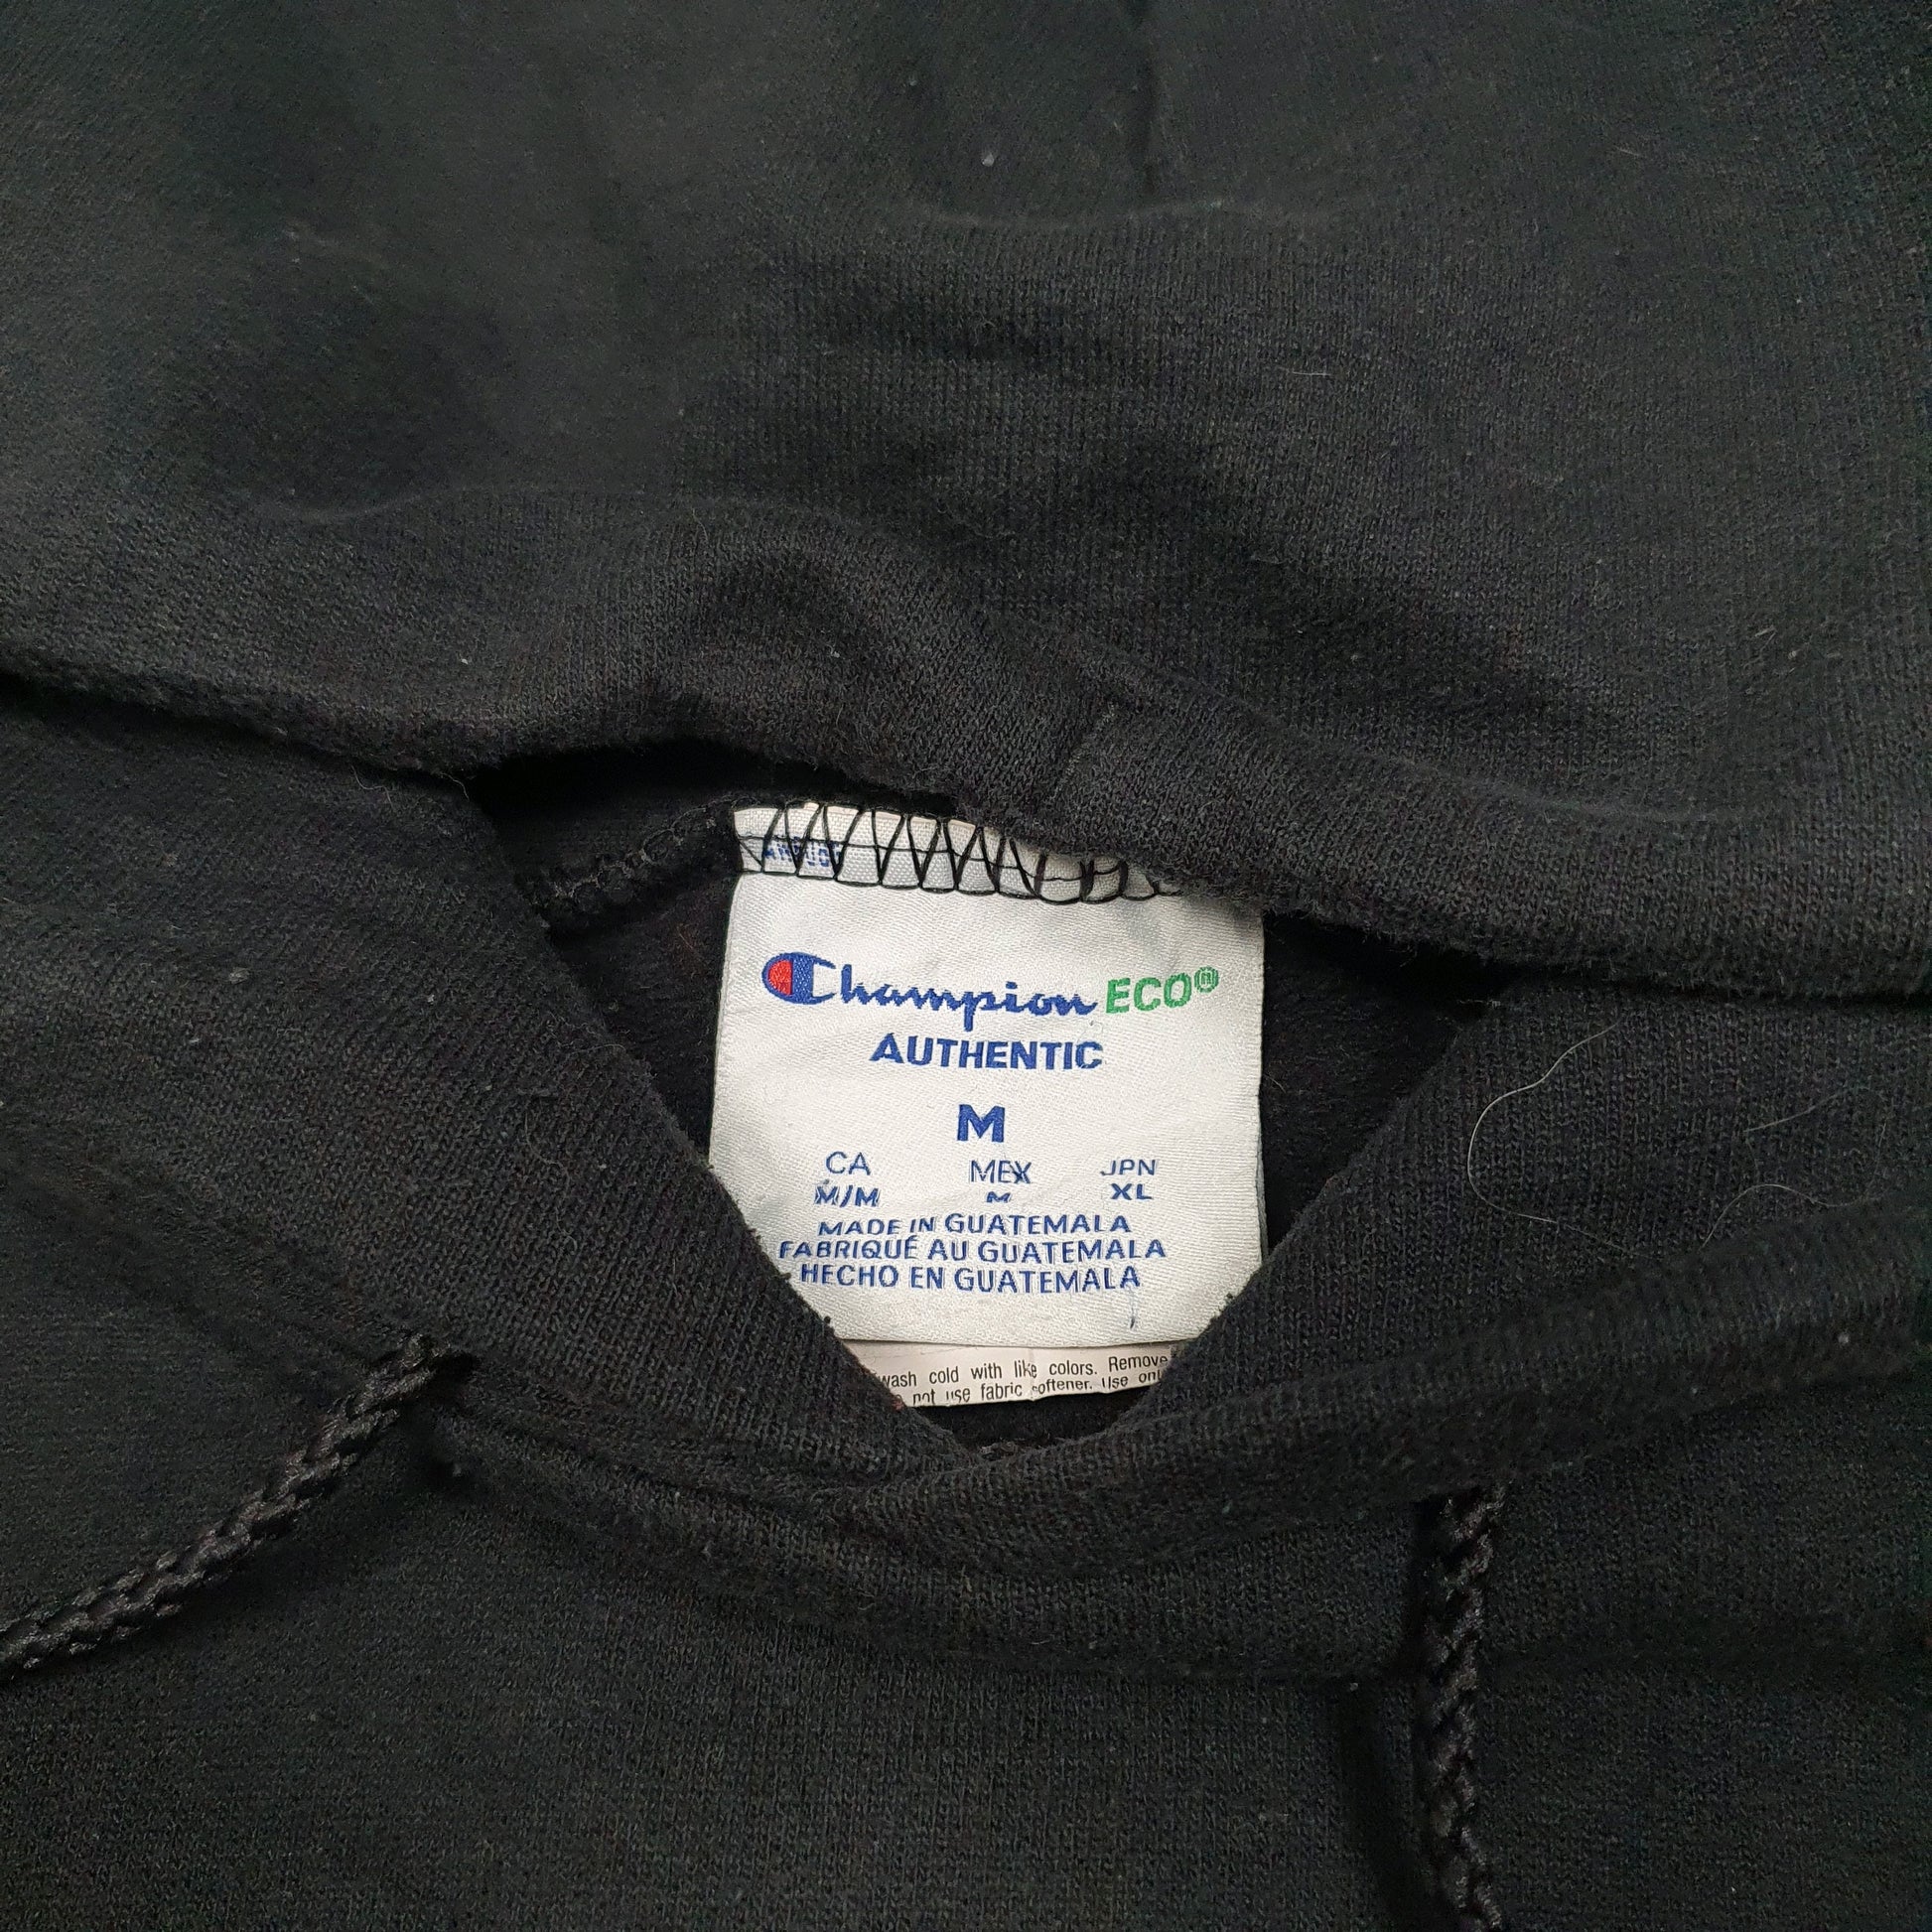 Champion ECO®
AUTHENTIC
M
CA MEX JPN
M/M M XL
MADE IN GUATEMALA
FABRIQUÉ AU GUATEMALA
HECHO EN GUATEMALA
wash cold with like colors. Remove
not use fabric softener. Use